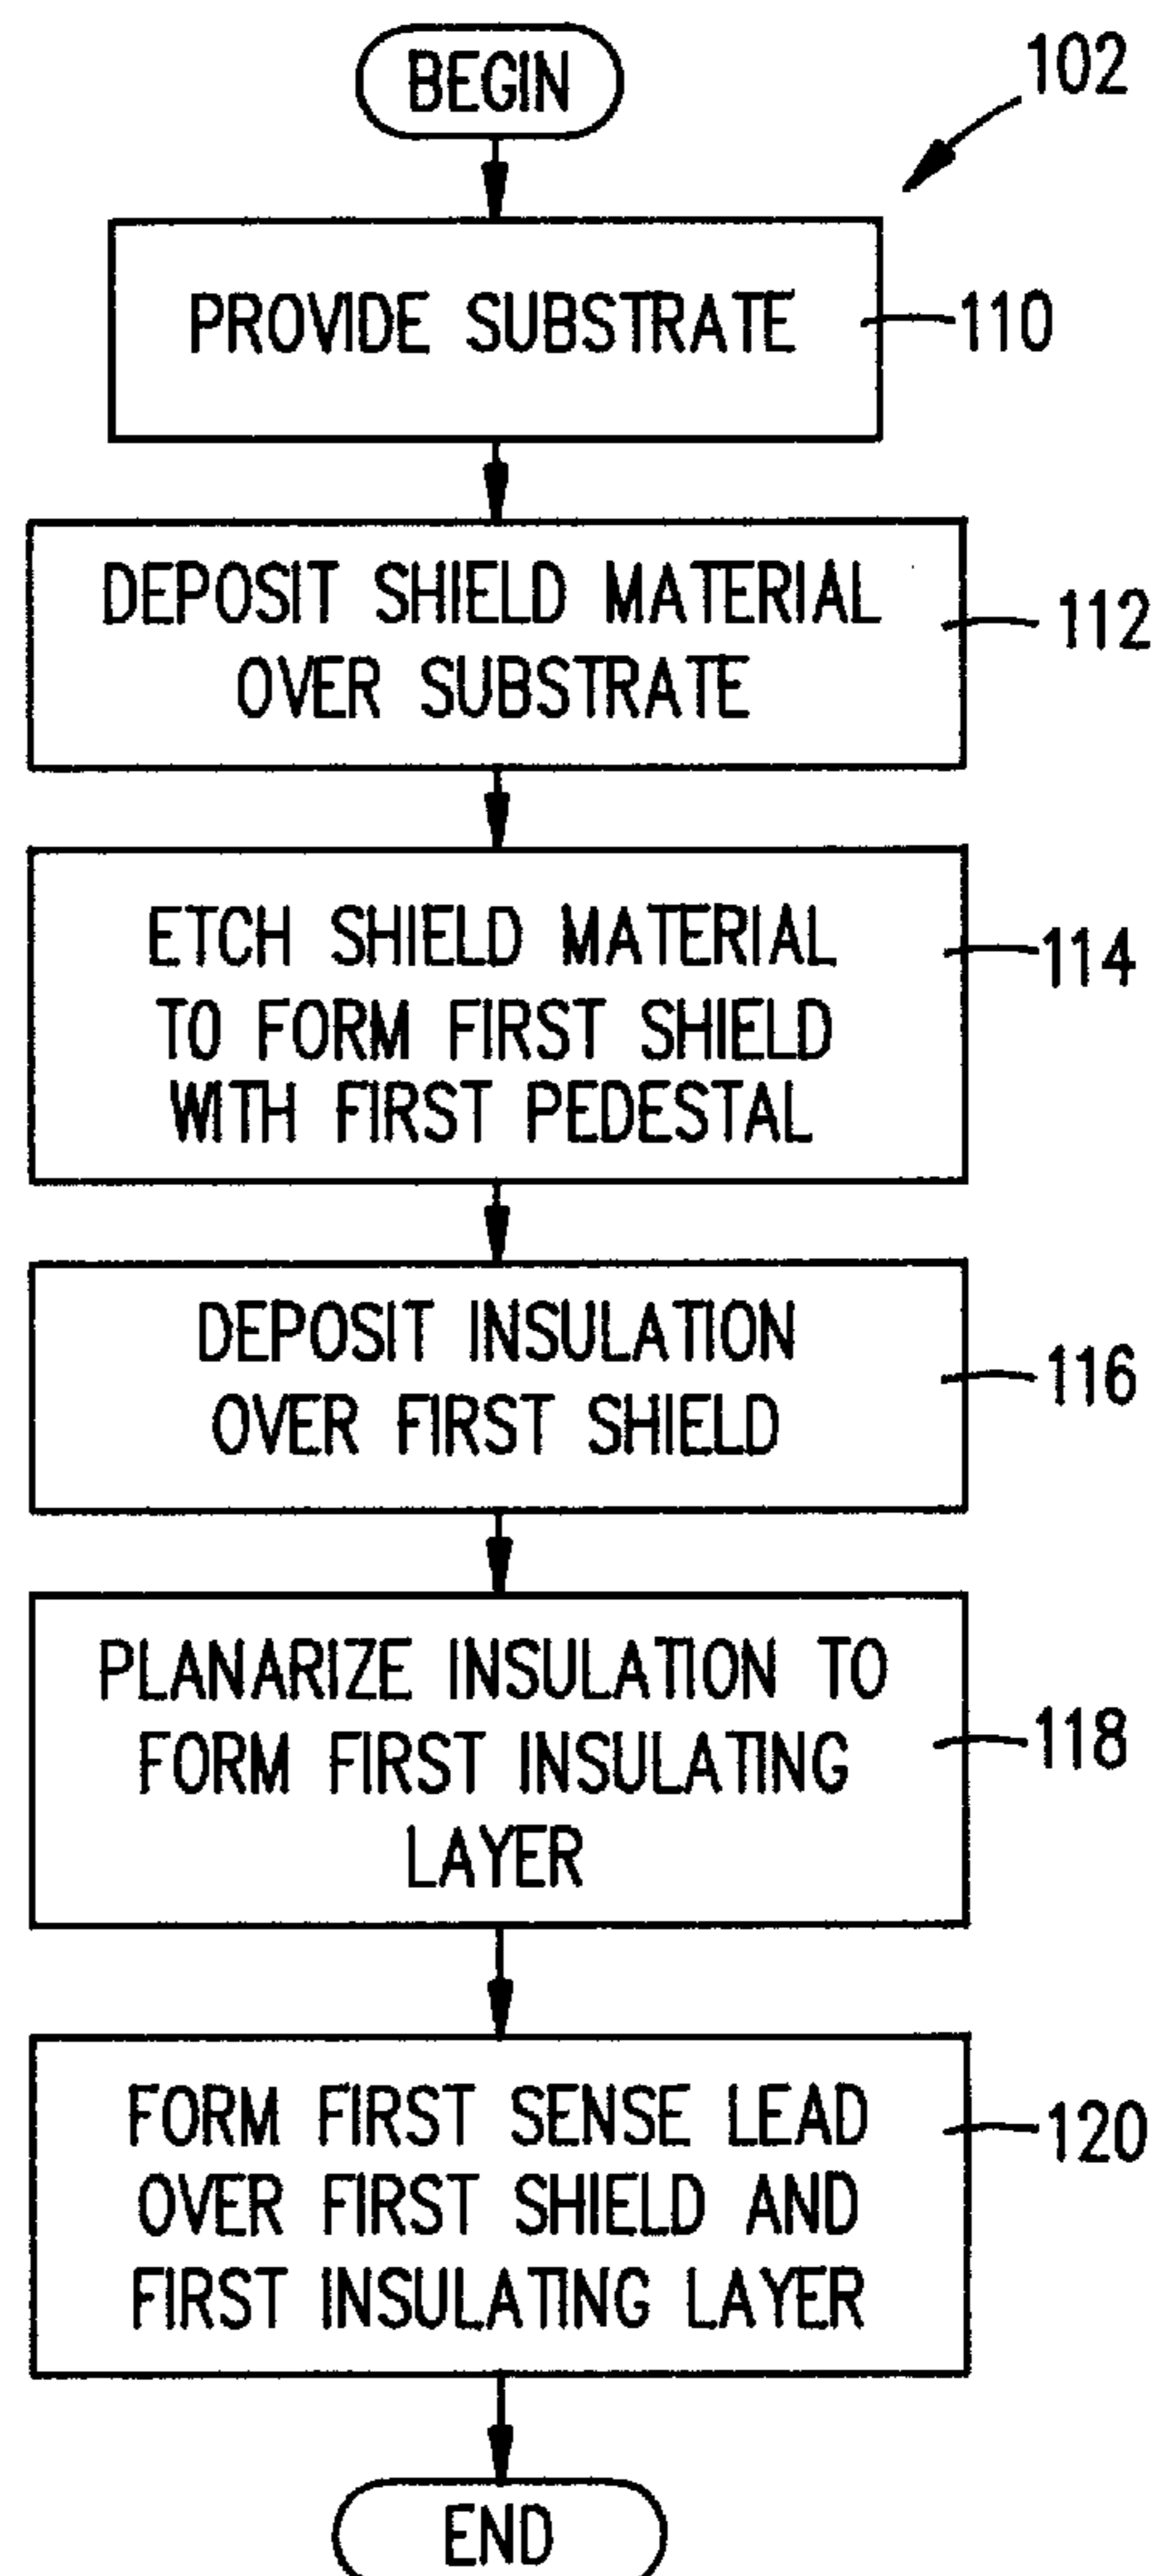 BEGIN
102
PROVIDE SUBSTRATE
110
DEPOSIT SHIELD MATERIAL
OVER SUBSTRATE
112
ETCH SHIELD MATERIAL
TO FORM FIRST SHIELD
WITH FIRST PEDESTAL
114
DEPOSIT INSULATION
OVER FIRST SHIELD
116
PLANARIZE INSULATION TO
FORM FIRST INSULATING
LAYER
118
FORM FIRST SENSE LEAD
OVER FIRST SHIELD AND
FIRST INSULATING LAYER
120
END